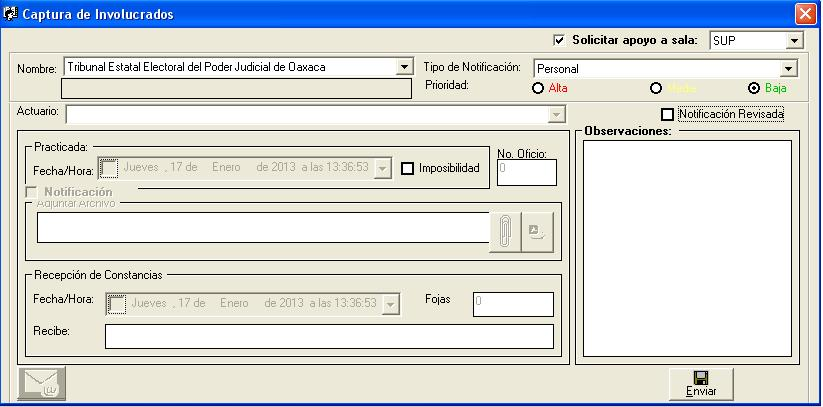 Captura de Involucrados
Solicitar apoyo a sala: SUP
Nombre: Tribunal Estatal Electoral del Poder Judicial de Oaxaca
Tipo de Notificación: Personal
Prioridad: Alta Media Baja
Actuario:
Notificación Revisada
Practicada:
Fecha/Hora: Jueves , 17 de Enero de 2013 a las 13:36:53
Imposibilidad
No. Oficio:
0
Notificación
Adjuntar Archivo
Recepción de Constancias
Fecha/Hora: Jueves , 17 de Enero de 2013 a las 13:36:53
Fojas 0
Recibe:
Observaciones:
Enviar